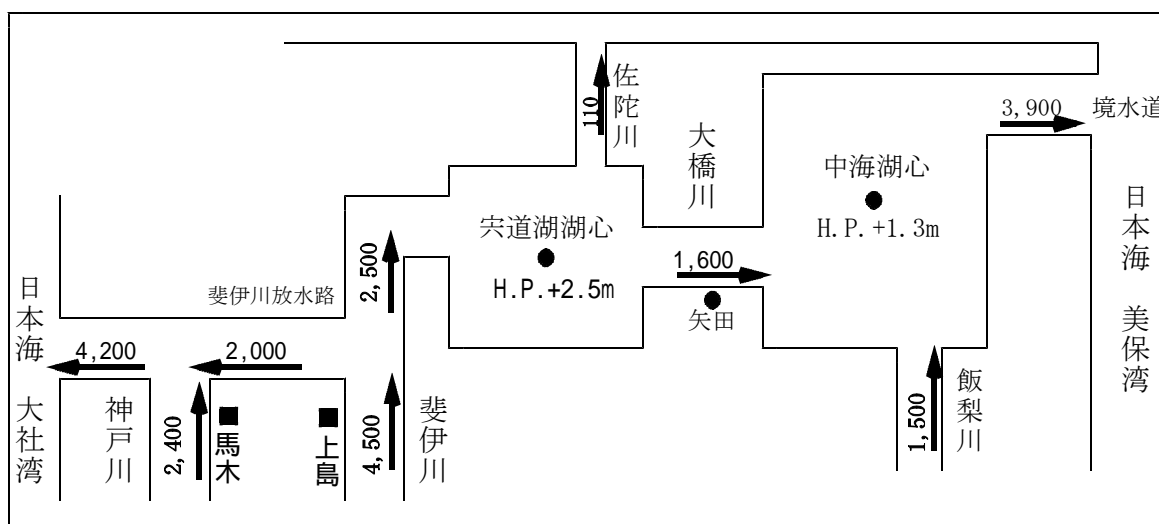 佐陀川
110
大橋川
3,900
境水道
中海湖心
H.P.+1.3m
宍道湖湖心
H.P.+2.5m
1,600
矢田
2,500
斐伊川放水路
日本海 大社湾
4,200
2,000
神戸川
2,400
馬木
上島
4,500
斐伊川
1,500
飯梨川
日本海 美保湾